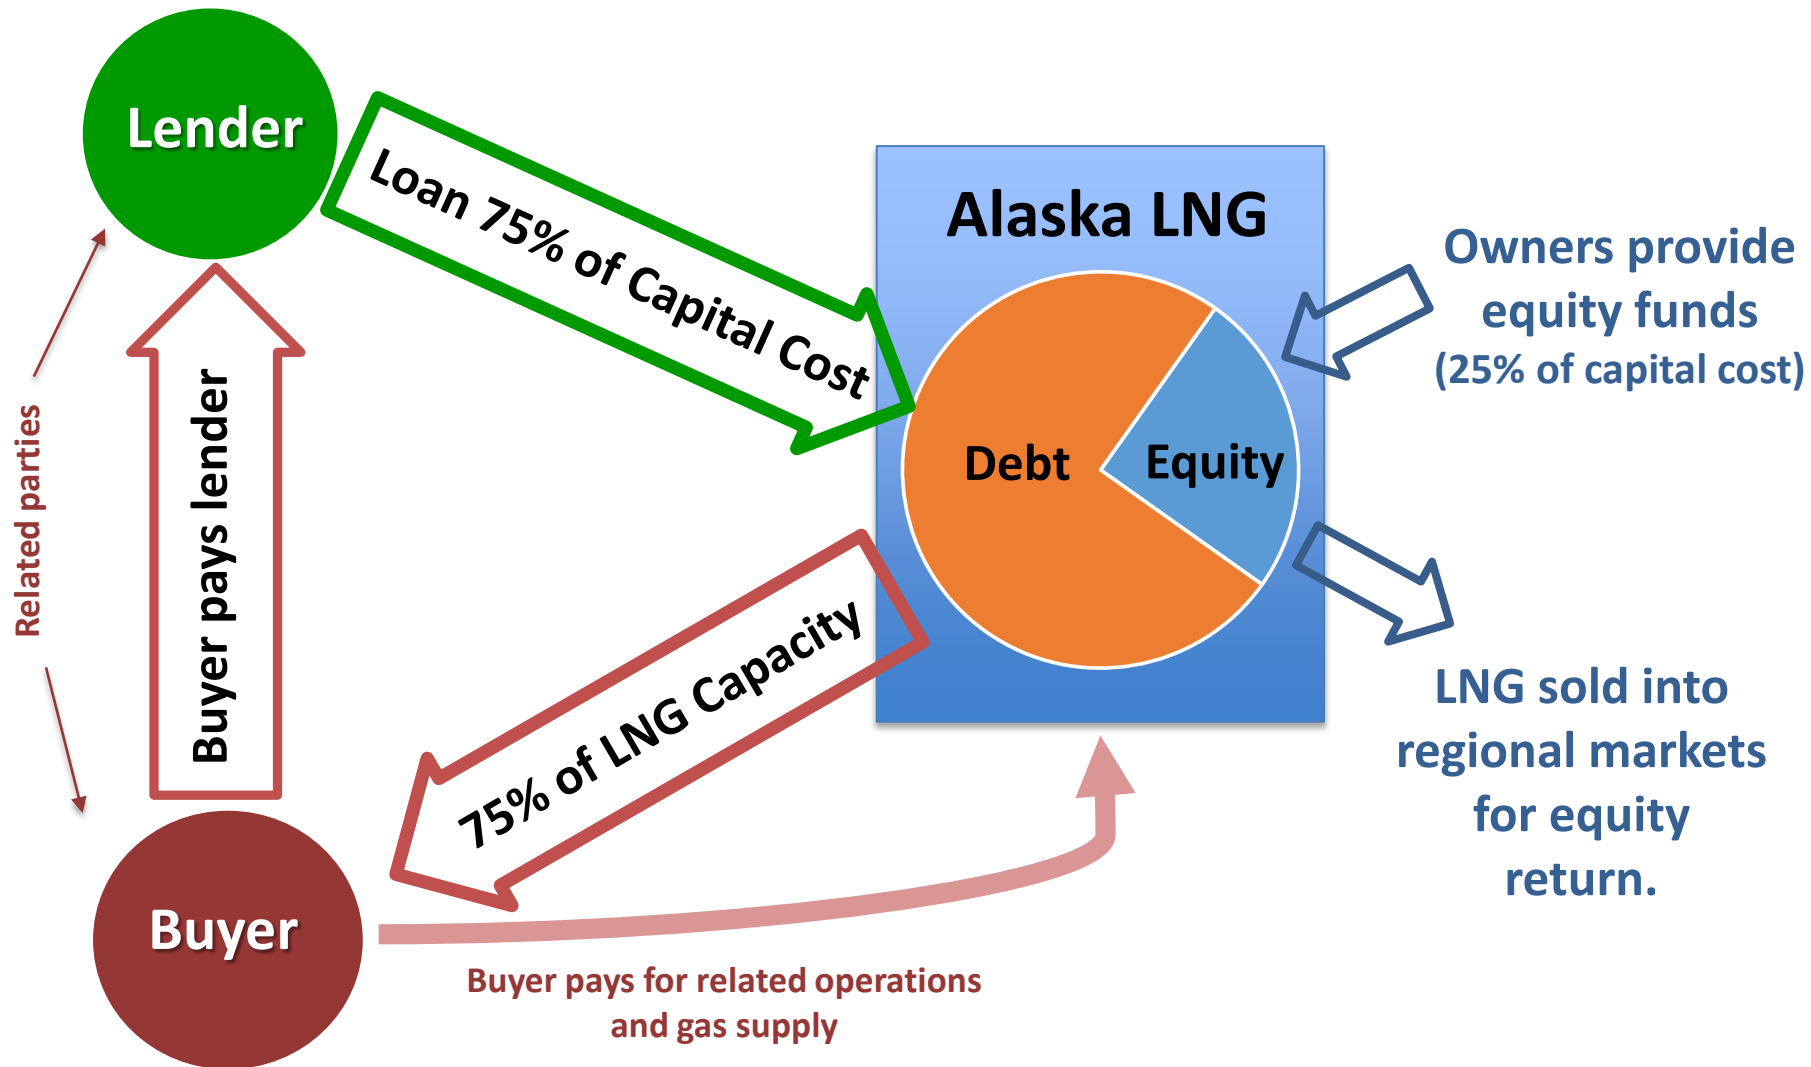 Lender
Loan 75% of Capital Cost
Alaska LNG
Owners provide
equity funds
(25% of capital cost)
Debt
Equity
Related parties
Buyer pays lender
75% of LNG Capacity
LNG sold into
regional markets
for equity
return.
Buyer
Buyer pays for related operations
and gas supply